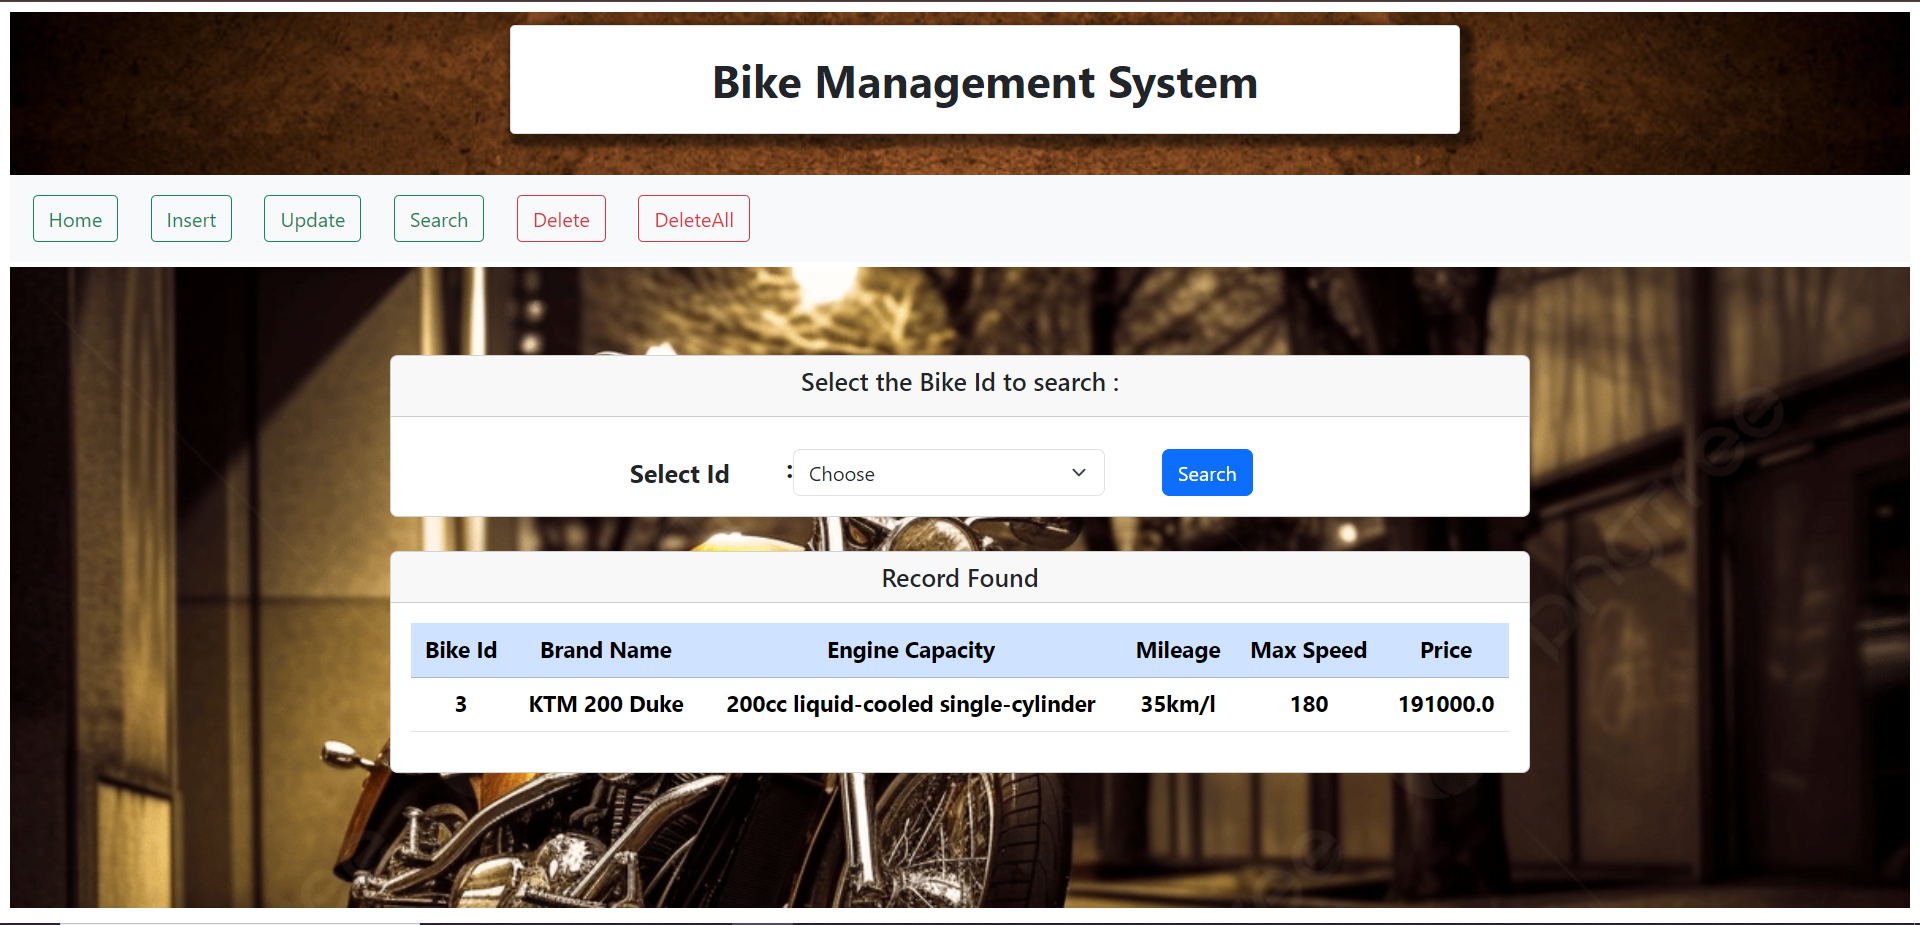 Bike Management System
Home Insert Update Search Delete DeleteAll
Select the Bike Id to search :
Select Id : Choose Search
Record Found
Bike Id Brand Name Engine Capacity Mileage Max Speed Price
3 KTM 200 Duke 200cc liquid-cooled single-cylinder 35km/l 180 191000.0
pngtree